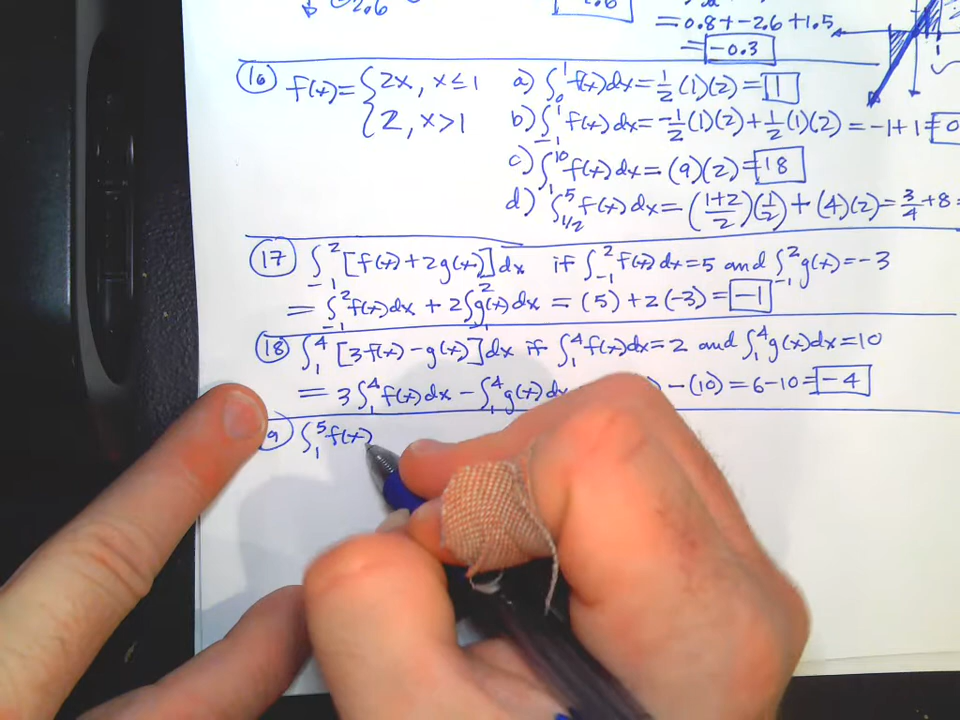 = 0.8 + -2.6 + 1.5
= -0.3
(16) f(x) = { 2x, x ≤ 1 a) ∫₀¹ f(x) dx = 1/2 (1)(2) = 1
{ 2, x > 1 b) ∫₋₁¹ f(x) dx = -1/2 (1)(2) + 1/2 (1)(2) = -1 + 1 = 0
c) ∫₁¹⁰ f(x) dx = (9)(2) = 18
d) ∫_{1/2}^5 f(x) dx = ((1+2)/2)(1/2) + (4)(2) = 3/4 + 8 =
(17) ∫₋₁² [f(x) + 2g(x)] dx if ∫₋₁² f(x) dx = 5 and ∫₋₁² g(x) = -3
= ∫₋₁² f(x) dx + 2∫₋₁² g(x) dx = (5) + 2(-3) = -1
(18) ∫₁⁴ [3f(x) - g(x)] dx if ∫₁⁴ f(x) dx = 2 and ∫₁⁴ g(x) dx = 10
= 3∫₁⁴ f(x) dx - ∫₁⁴ g(x) dx ) - (10) = 6 - 10 = -4
9) ∫₁⁵ f(x)